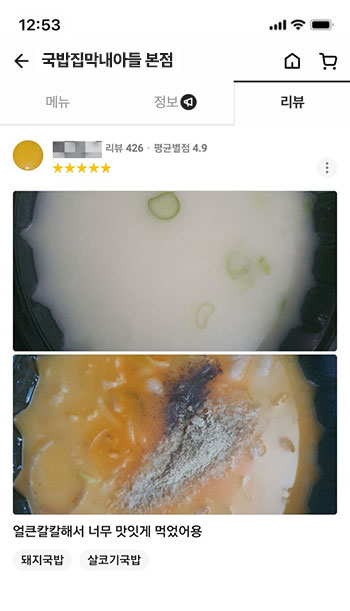 12:53
국밥집막내아들 본점
메뉴 정보 리뷰
리뷰 426 · 평균별점 4.9
얼큰칼칼해서 너무 맛잇게 먹었어용
돼지국밥 살코기국밥